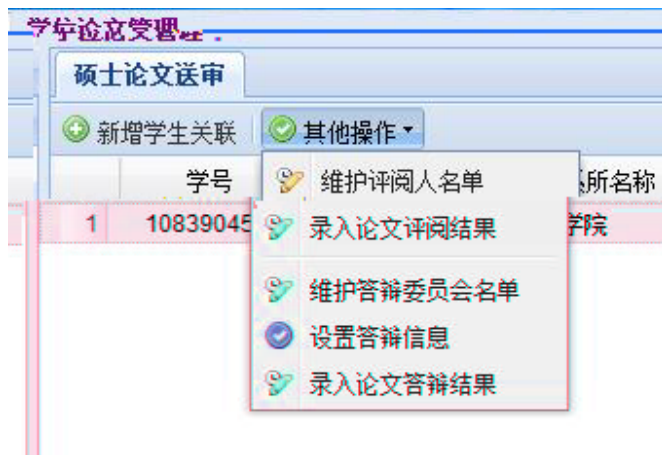 学位论文管理
硕士论文送审
新增学生关联 其他操作
学号 所名称
维护评阅人名单
1 10839045 学院
录入论文评阅结果
维护答辩委员会名单
设置答辩信息
录入论文答辩结果